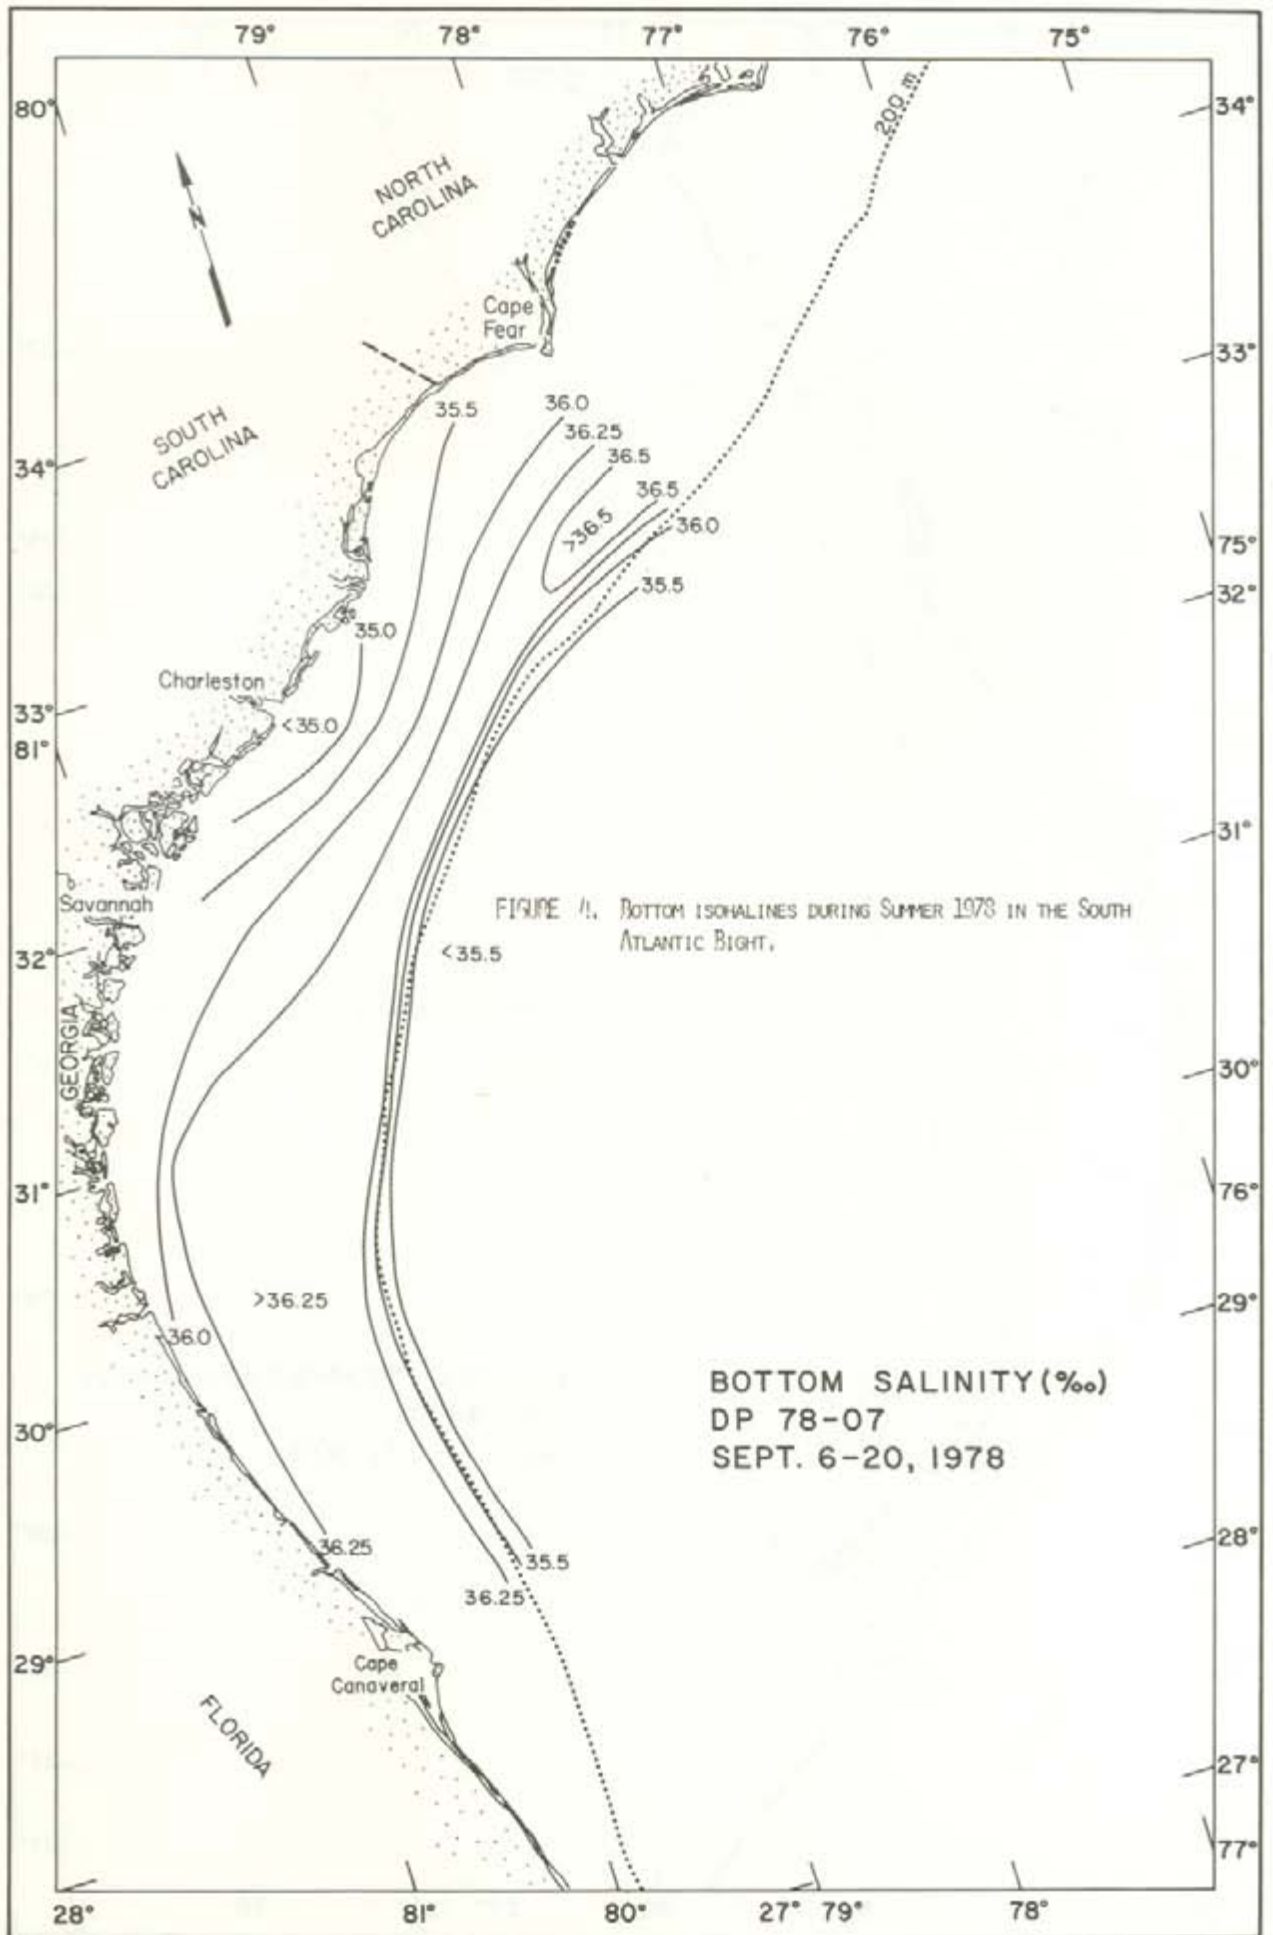 79° 78° 77° 76° 75°
80°
34°
200 m
N
NORTH
CAROLINA
Cape
Fear
33°
SOUTH
CAROLINA
35.5
36.0
36.25
36.5
34°
36.5
>36.5
36.0
75°
35.5
32°
35.0
Charleston
33°
<35.0
81°
31°
Savannah
FIGURE 4. BOTTOM ISOHALINES DURING SUMMER 1978 IN THE SOUTH
ATLANTIC BIGHT.
32°
<35.5
GEORGIA
30°
31°
76°
>36.25
29°
36.0
BOTTOM SALINITY (‰)
DP 78-07
SEPT. 6-20, 1978
30°
28°
36.25
35.5
36.25
29°
Cape
Canaveral
FLORIDA
27°
77°
28° 81° 80° 27° 79° 78°